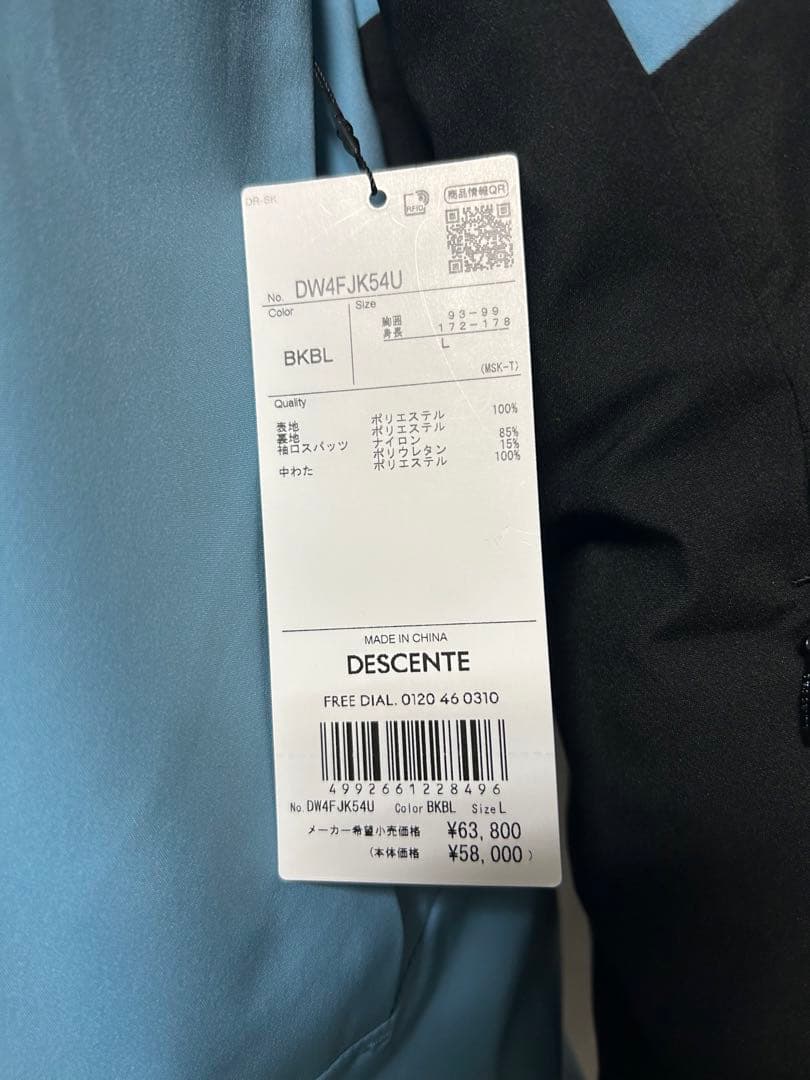 DR-SK
RFID
商品情報QR
No. DW4FJK54U
Color
Size
BKBL
胸囲 93-99
身長 172-178
L
(MSK-T)
Quality
表地 ポリエステル 100%
裏地 ポリエステル
袖口スパッツ ナイロン 85%
ポリウレタン 15%
中わた ポリエステル 100%
MADE IN CHINA
DESCENTE
FREE DIAL. 0120 46 0310
4992661228496
No. DW4FJK54U Color BKBL Size L
メーカー希望小売価格 ¥63,800
(本体価格 ¥58,000)